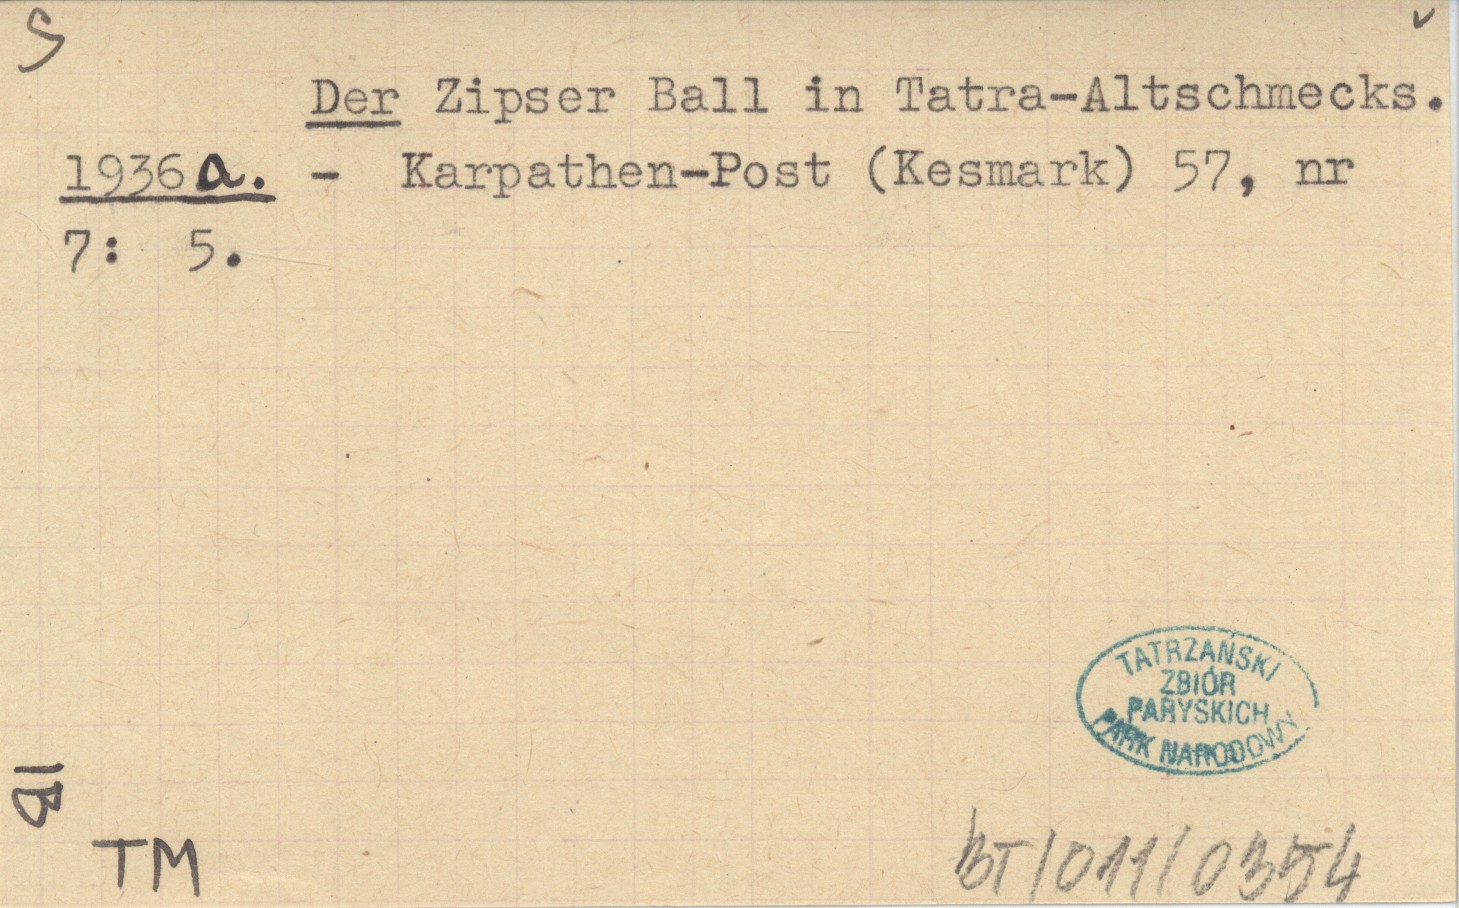 S
v
Der Zipser Ball in Tatra-Altschmecks.
1936a. - Karpathen-Post (Kesmark) 57, nr
7: 5.
TATRZAŃSKI
ZBIÓR
PARYSKICH
PARK NARODOWY
TM
BT/011/0354